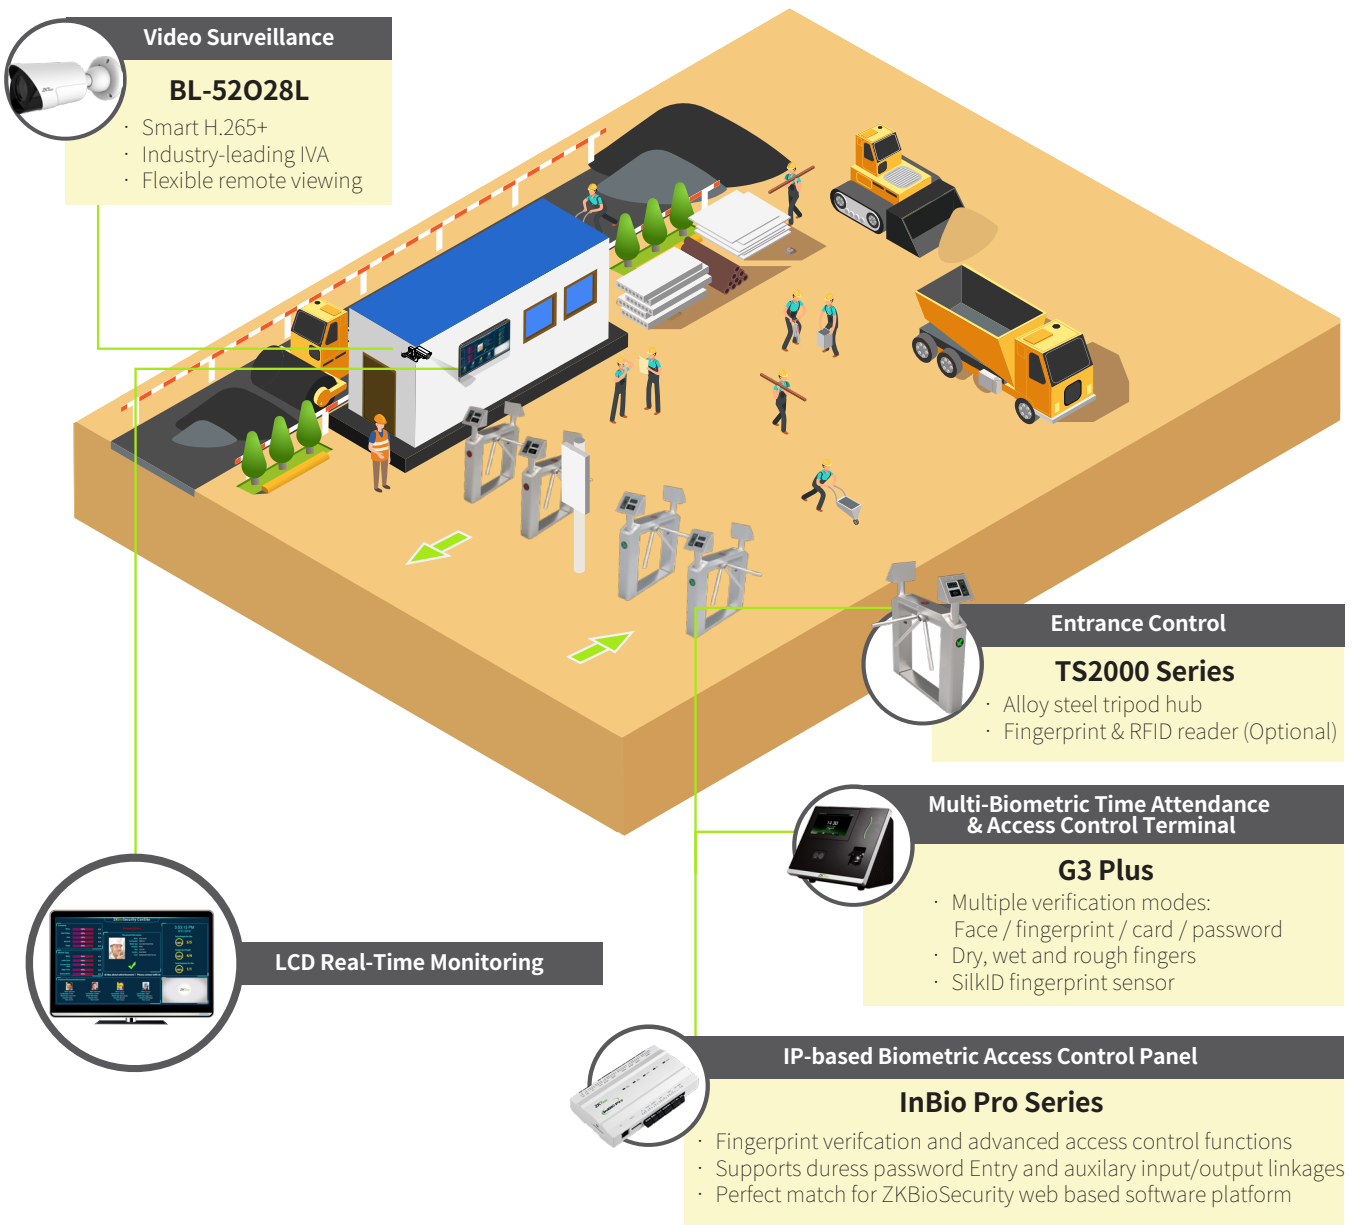 Video Surveillance
BL-52O28L
· Smart H.265+
· Industry-leading IVA
· Flexible remote viewing
Entrance Control
TS2000 Series
· Alloy steel tripod hub
· Fingerprint & RFID reader (Optional)
Multi-Biometric Time Attendance
& Access Control Terminal
G3 Plus
· Multiple verification modes:
Face / fingerprint / card / password
· Dry, wet and rough fingers
· SilkID fingerprint sensor
LCD Real-Time Monitoring
IP-based Biometric Access Control Panel
InBio Pro Series
· Fingerprint verifcation and advanced access control functions
· Supports duress password Entry and auxilary input/output linkages
· Perfect match for ZKBioSecurity web based software platform